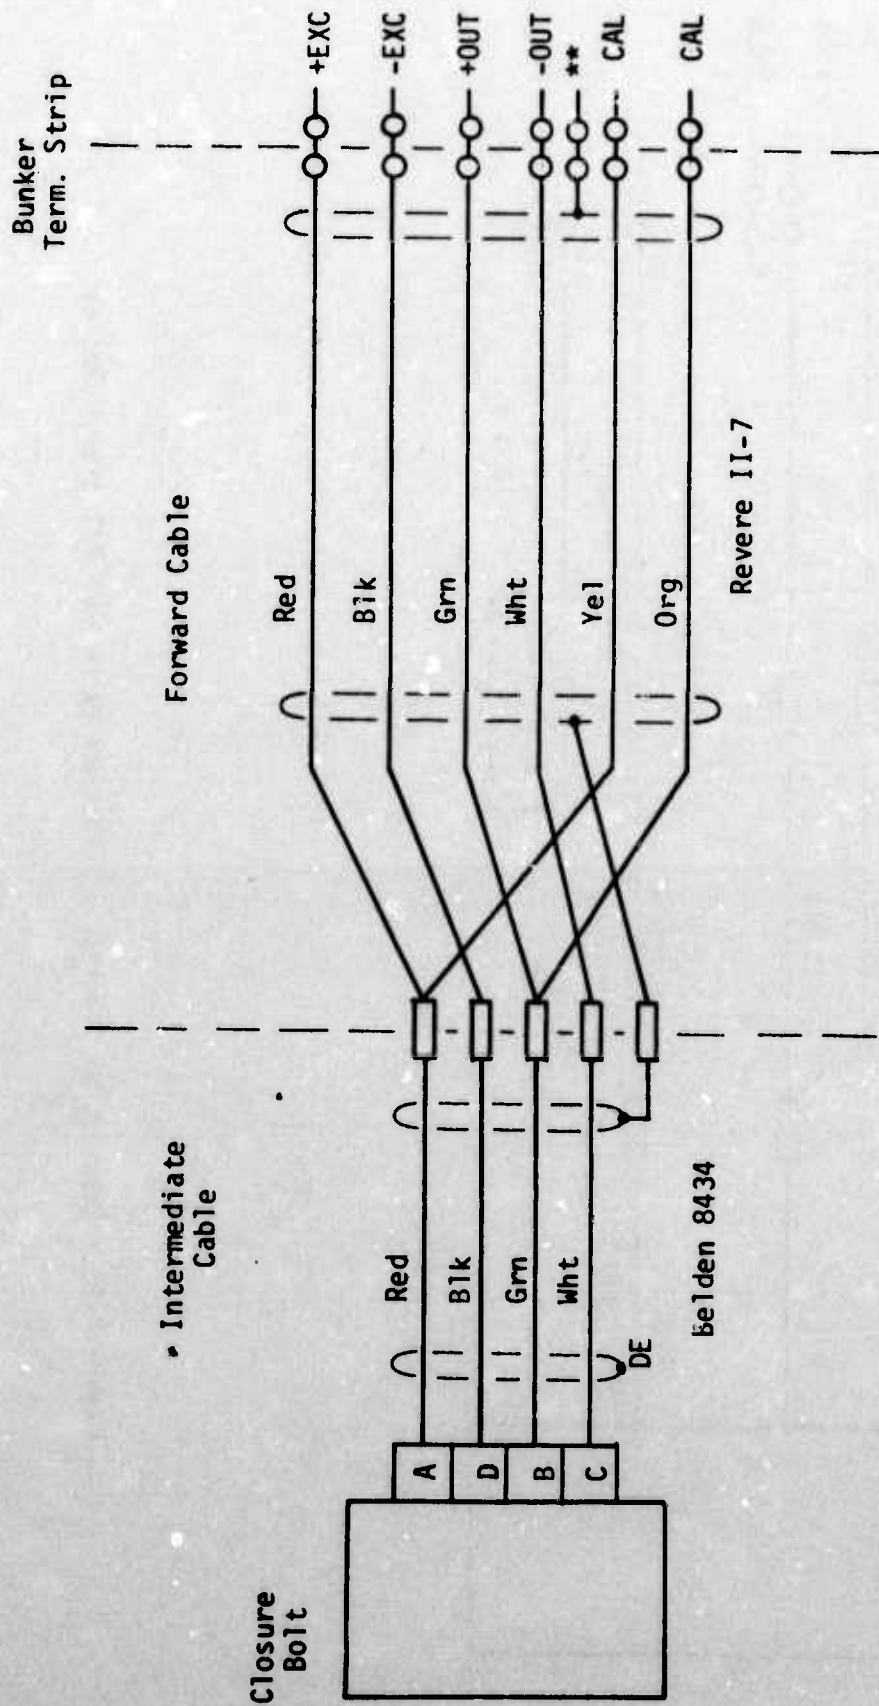 Bunker
Term. Strip
+EXC
-EXC
+OUT
-OUT
**
CAL
CAL
Forward Cable
Red
Blk
Grn
Wht
Yel
Org
Revere II-7
* Intermediate
Cable
Red
Blk
Grn
Wht
DE
Belden 8434
Closure
Bolt
A
D
B
C